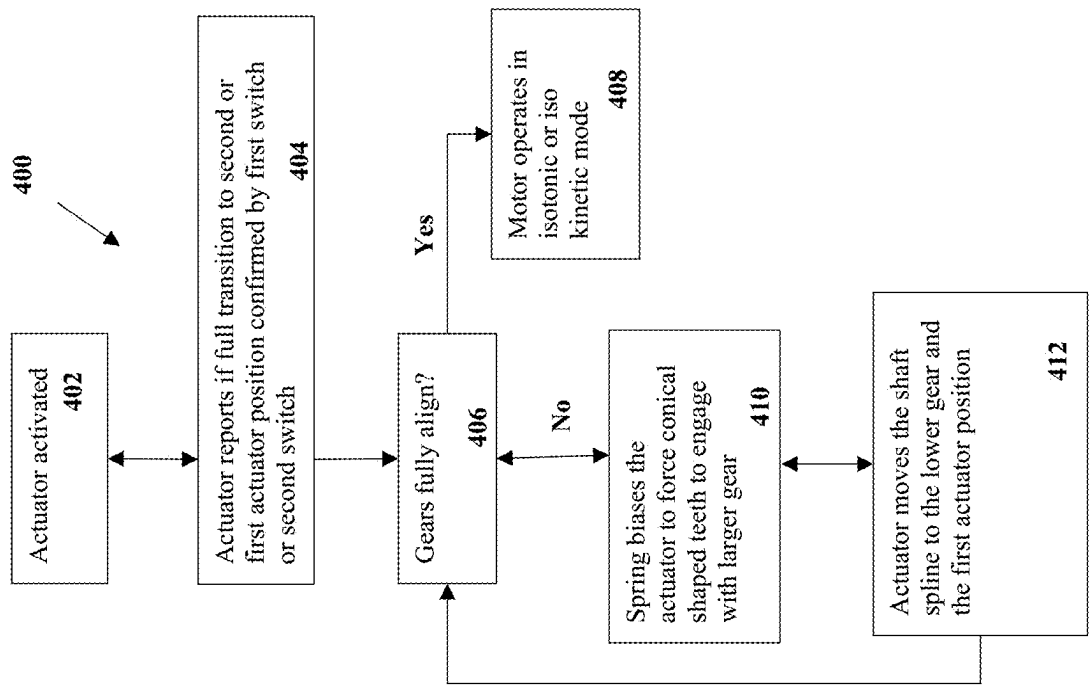 400
Actuator activated
402
Actuator reports if full transition to second or
first actuator position confirmed by first switch
or second switch
404
Gears fully align?
406
Yes
Motor operates in
isotonic or iso
kinetic mode
408
No
Spring biases the
actuator to force conical
shaped teeth to engage
with larger gear
410
Actuator moves the shaft
spline to the lower gear and
the first actuator position
412